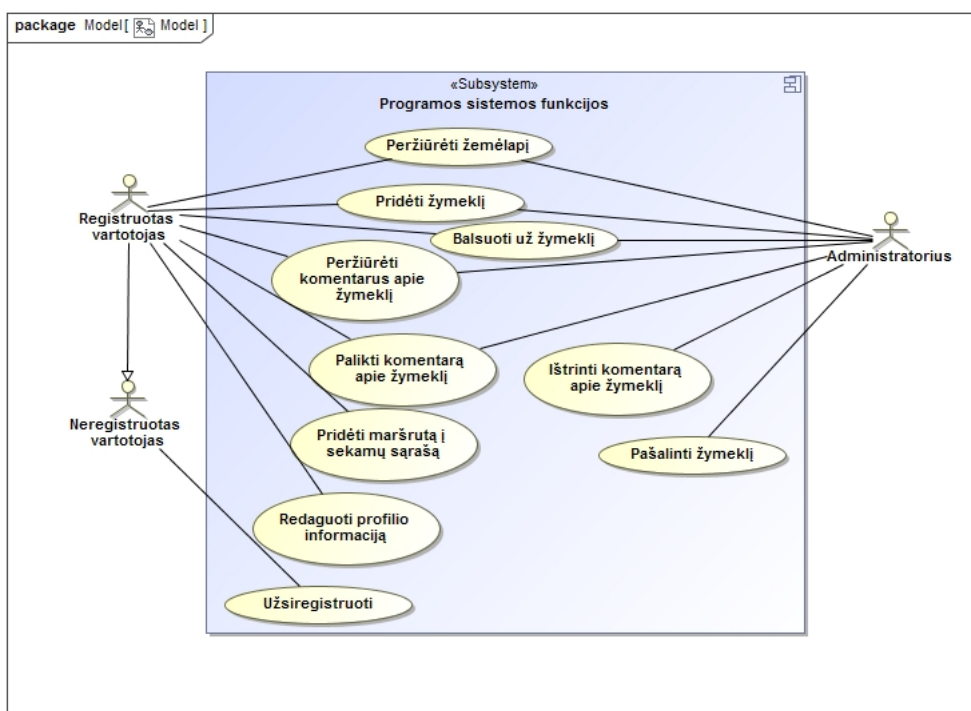 package Model[ Model ]
«Subsystem»
Programos sistemos funkcijos
Peržiūrėti žemėlapį
Pridėti žymeklį
Balsuoti už žymeklį
Peržiūrėti
komentarus apie
žymeklį
Palikti komentarą
apie žymeklį
Ištrinti komentarą
apie žymeklį
Pridėti maršrutą į
sekamų sąrašą
Pašalinti žymeklį
Redaguoti profilio
informaciją
Užsiregistruoti
Registruotas
vartotojas
Neregistruotas
vartotojas
Administratorius